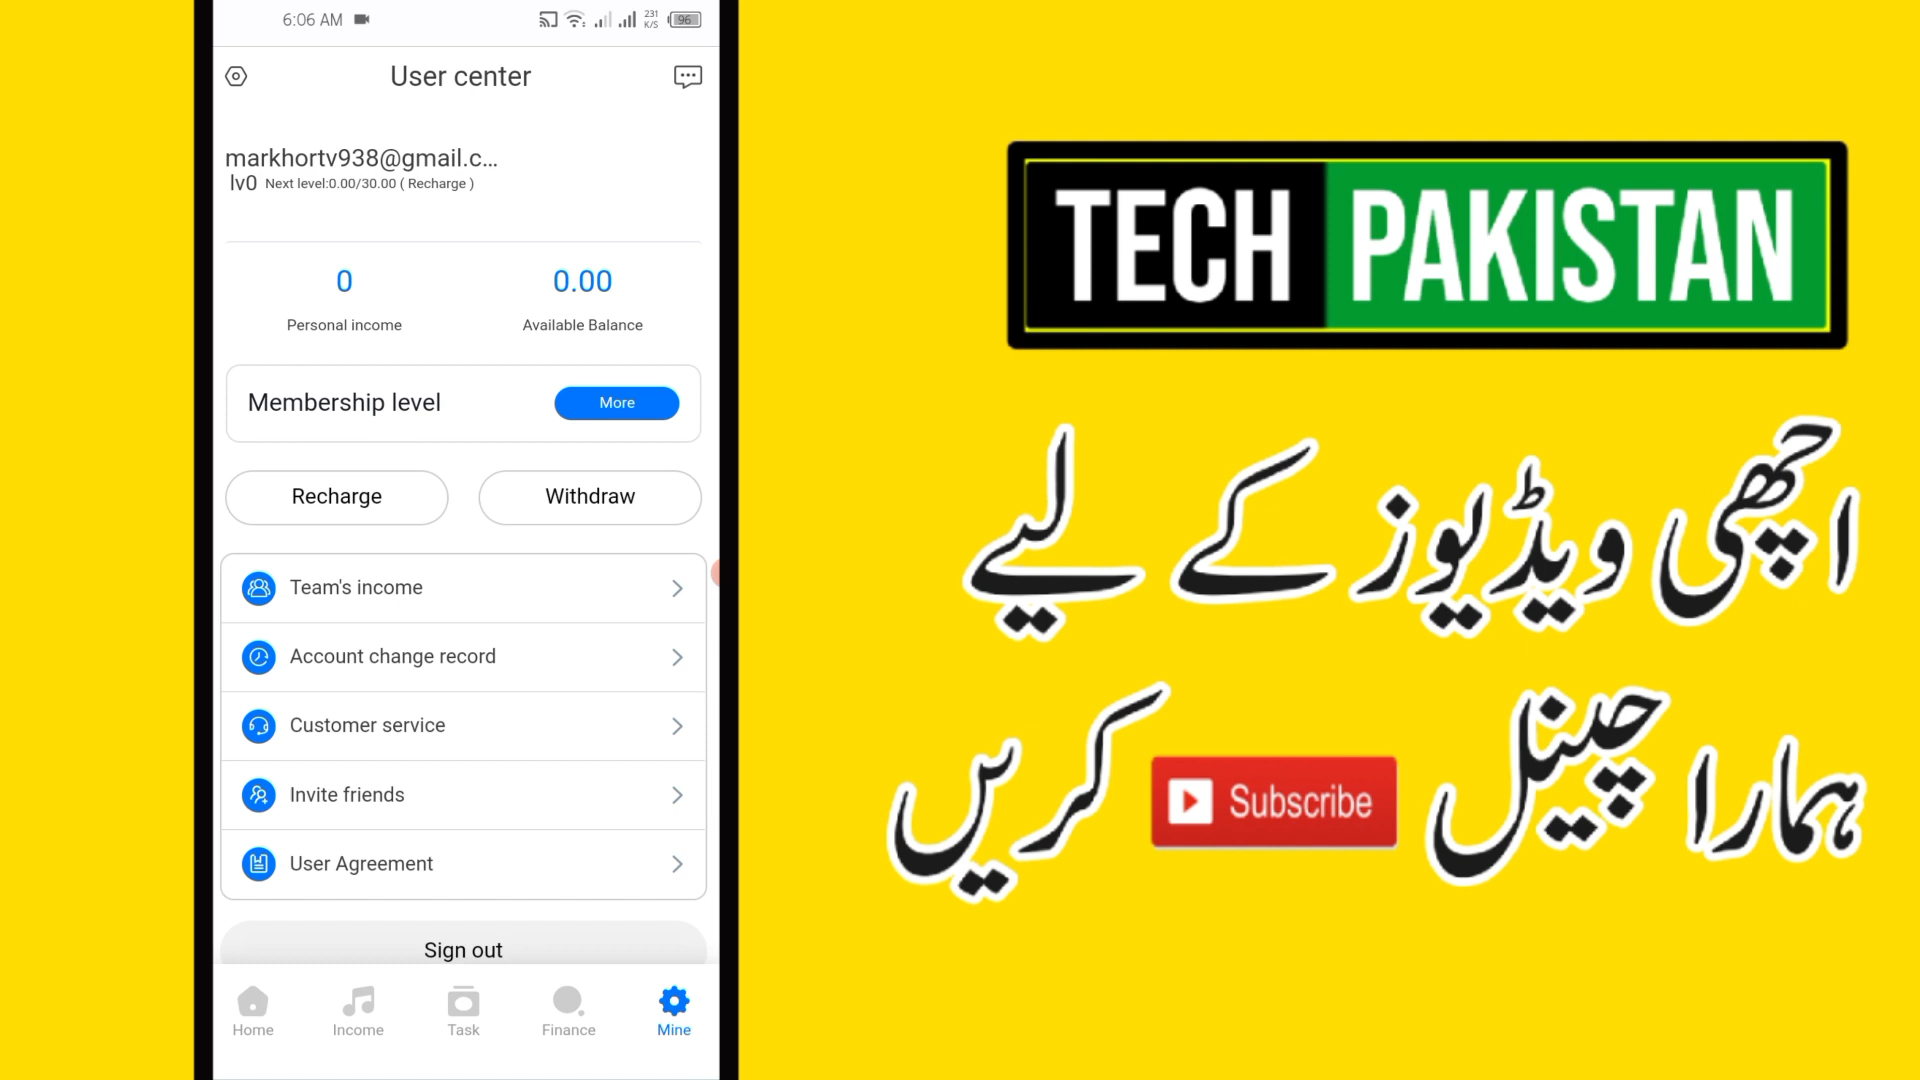 6:06 AM
231
K/S
96
User center
markhortv938@gmail.c...
lv0 Next level:0.00/30.00 ( Recharge )
0
0.00
Personal income
Available Balance
Membership level
More
Recharge
Withdraw
Team's income
Account change record
Customer service
Invite friends
User Agreement
Sign out
Home
Income
Task
Finance
Mine
TECH PAKISTAN
اچھی ویڈیوز کے لیے
ہمارا چینل Subscribe کریں